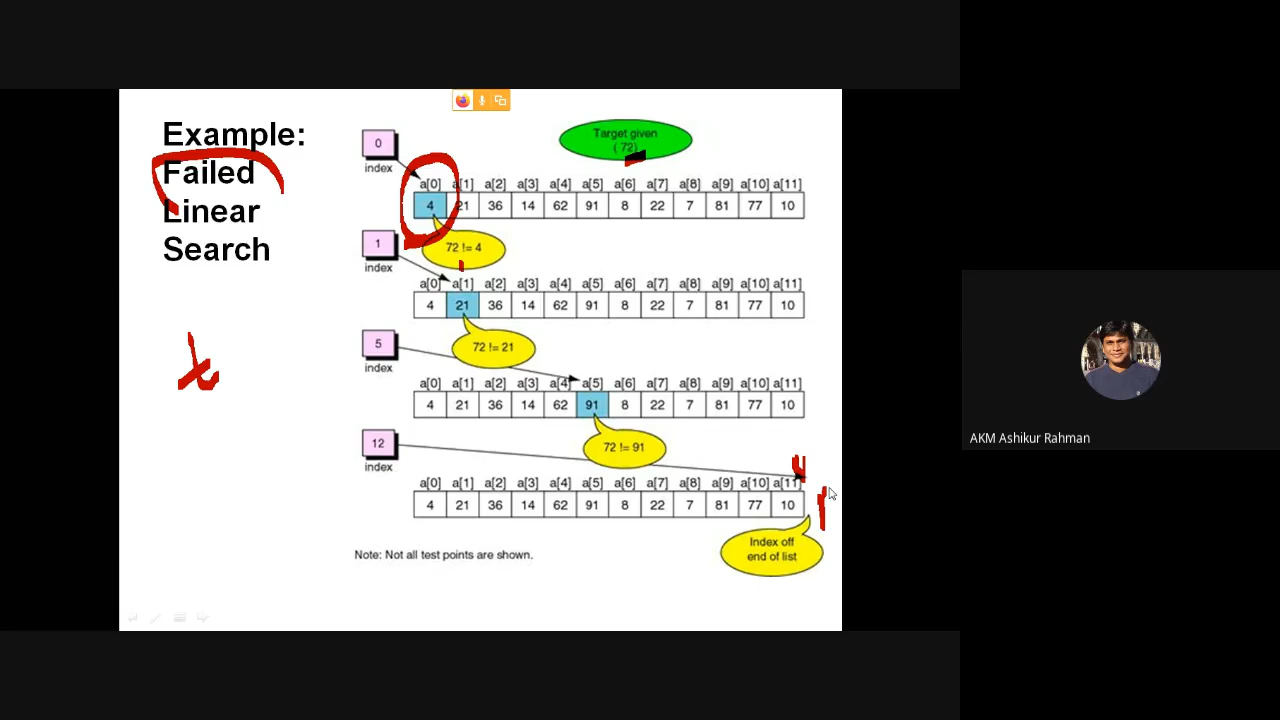 Example:
Failed
Linear
Search
Target given
( 72)
0
index
a[0] a[1] a[2] a[3] a[4] a[5] a[6] a[7] a[8] a[9] a[10] a[11]
4 21 36 14 62 91 8 22 7 81 77 10
72 != 4
1
index
a[0] a[1] a[2] a[3] a[4] a[5] a[6] a[7] a[8] a[9] a[10] a[11]
4 21 36 14 62 91 8 22 7 81 77 10
72 != 21
5
index
a[0] a[1] a[2] a[3] a[4] a[5] a[6] a[7] a[8] a[9] a[10] a[11]
4 21 36 14 62 91 8 22 7 81 77 10
72 != 91
12
index
a[0] a[1] a[2] a[3] a[4] a[5] a[6] a[7] a[8] a[9] a[10] a[11]
4 21 36 14 62 91 8 22 7 81 77 10
Index off
end of list
Note: Not all test points are shown.
AKM Ashikur Rahman